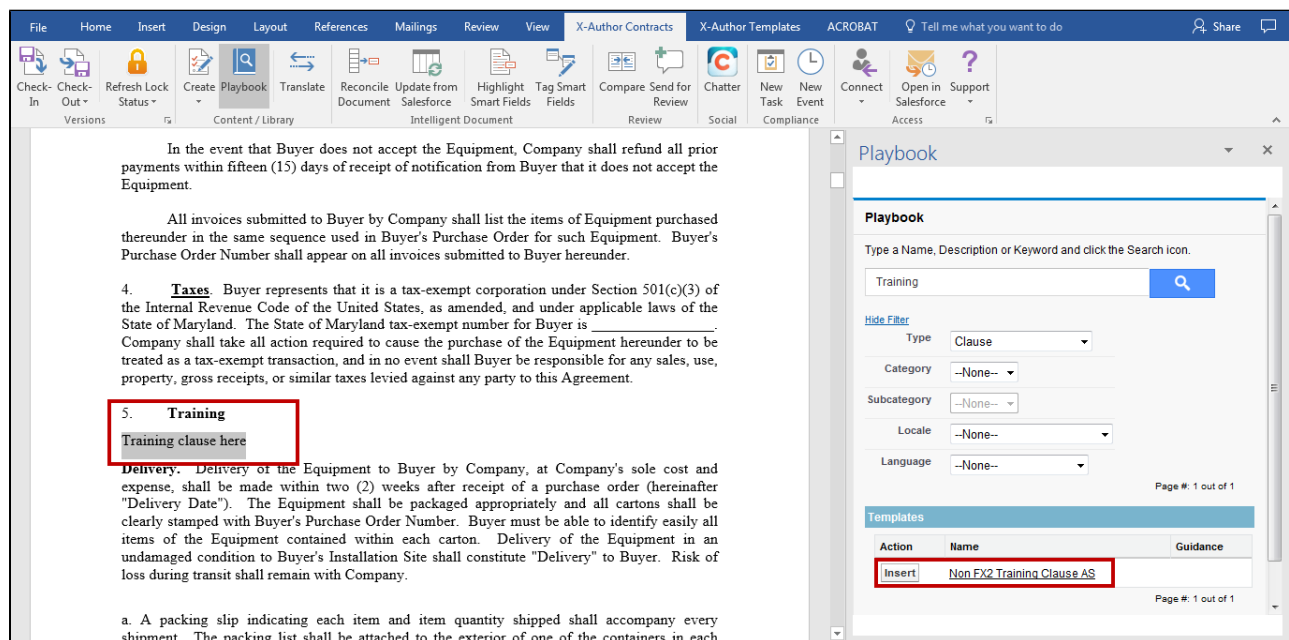 File Home Insert Design Layout References Mailings Review View X-Author Contracts X-Author Templates ACROBAT Tell me what you want to do Share
Check-In Check-Out Refresh Lock Status Create Playbook Translate Reconcile Document Update from Salesforce Highlight Smart Fields Tag Smart Fields Compare Send for Review Chatter New Task New Event Connect Open in Salesforce Support
Versions Content / Library Intelligent Document Review Social Compliance Access
In the event that Buyer does not accept the Equipment, Company shall refund all prior
payments within fifteen (15) days of receipt of notification from Buyer that it does not accept the
Equipment.
All invoices submitted to Buyer by Company shall list the items of Equipment purchased
thereunder in the same sequence used in Buyer's Purchase Order for such Equipment. Buyer's
Purchase Order Number shall appear on all invoices submitted to Buyer hereunder.
4. Taxes. Buyer represents that it is a tax-exempt corporation under Section 501(c)(3) of
the Internal Revenue Code of the United States, as amended, and under applicable laws of the
State of Maryland. The State of Maryland tax-exempt number for Buyer is _________________.
Company shall take all action required to cause the purchase of the Equipment hereunder to be
treated as a tax-exempt transaction, and in no event shall Buyer be responsible for any sales, use,
property, gross receipts, or similar taxes levied against any party to this Agreement.
5. Training
Training clause here
Delivery. Delivery of the Equipment to Buyer by Company, at Company's sole cost and
expense, shall be made within two (2) weeks after receipt of a purchase order (hereinafter
"Delivery Date"). The Equipment shall be packaged appropriately and all cartons shall be
clearly stamped with Buyer's Purchase Order Number. Buyer must be able to identify easily all
items of the Equipment contained within each carton. Delivery of the Equipment in an
undamaged condition to Buyer's Installation Site shall constitute "Delivery" to Buyer. Risk of
loss during transit shall remain with Company.
a. A packing slip indicating each item and item quantity shipped shall accompany every
shipment. The packing list shall be attached to the exterior of one of the containers in each
Playbook
Playbook
Type a Name, Description or Keyword and click the Search icon.
Training
Hide Filter
Type Clause
Category --None--
Subcategory --None--
Locale --None--
Language --None--
Page #: 1 out of 1
Templates
Action Name Guidance
Insert Non FX2 Training Clause AS
Page #: 1 out of 1